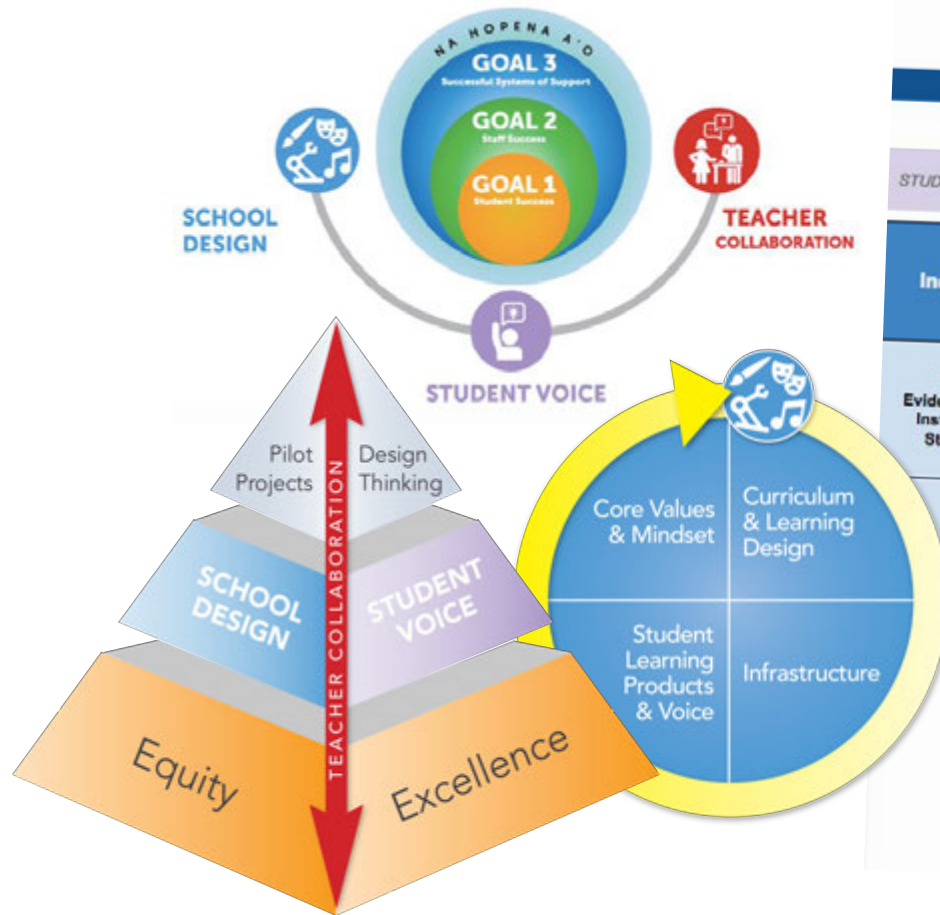 NA HOPENA A'O
GOAL 3
Successful Systems of Support
GOAL 2
Staff Success
GOAL 1
Student Success
SCHOOL
DESIGN
TEACHER
COLLABORATION
STUDENT VOICE
Pilot
Projects
Design
Thinking
SCHOOL
DESIGN
STUDENT
VOICE
TEACHER COLLABORATION
Equity
Excellence
Core Values
& Mindset
Curriculum
& Learning
Design
Student
Learning
Products
& Voice
Infrastructure